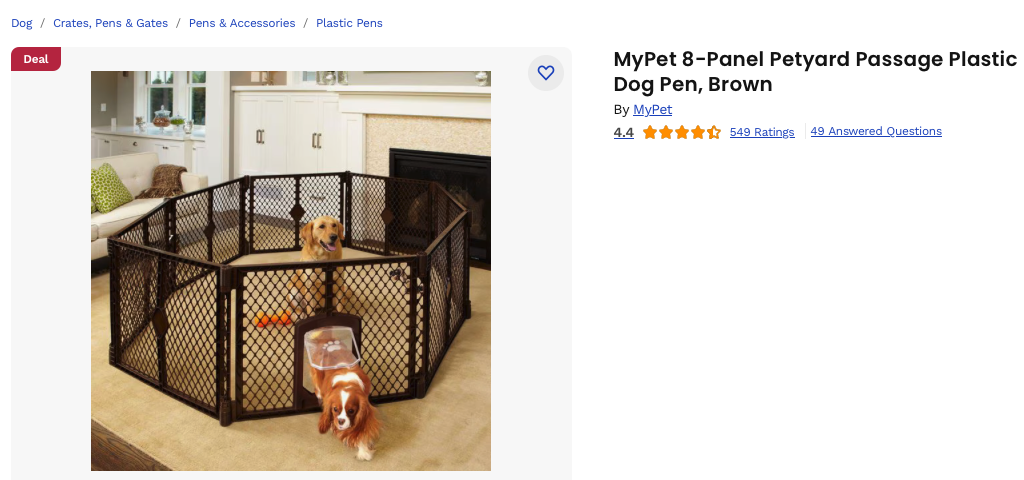 Dog / Crates, Pens & Gates / Pens & Accessories / Plastic Pens
Deal
MyPet 8-Panel Petyard Passage Plastic
Dog Pen, Brown
By MyPet
4.4 549 Ratings 49 Answered Questions